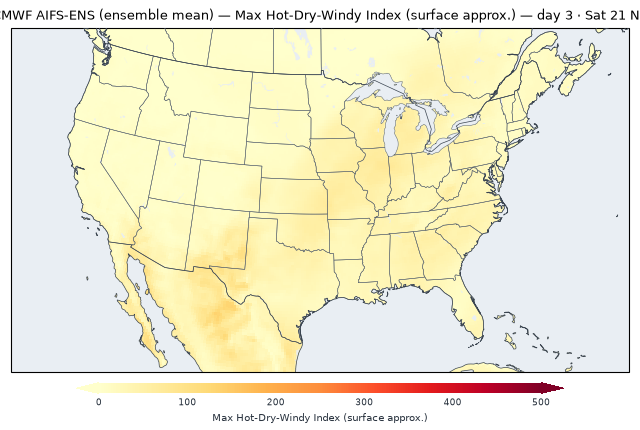 CMWF AIFS-ENS (ensemble mean) — Max Hot-Dry-Windy Index (surface approx.) — day 3 · Sat 21 N
0 100 200 300 400 500
Max Hot-Dry-Windy Index (surface approx.)